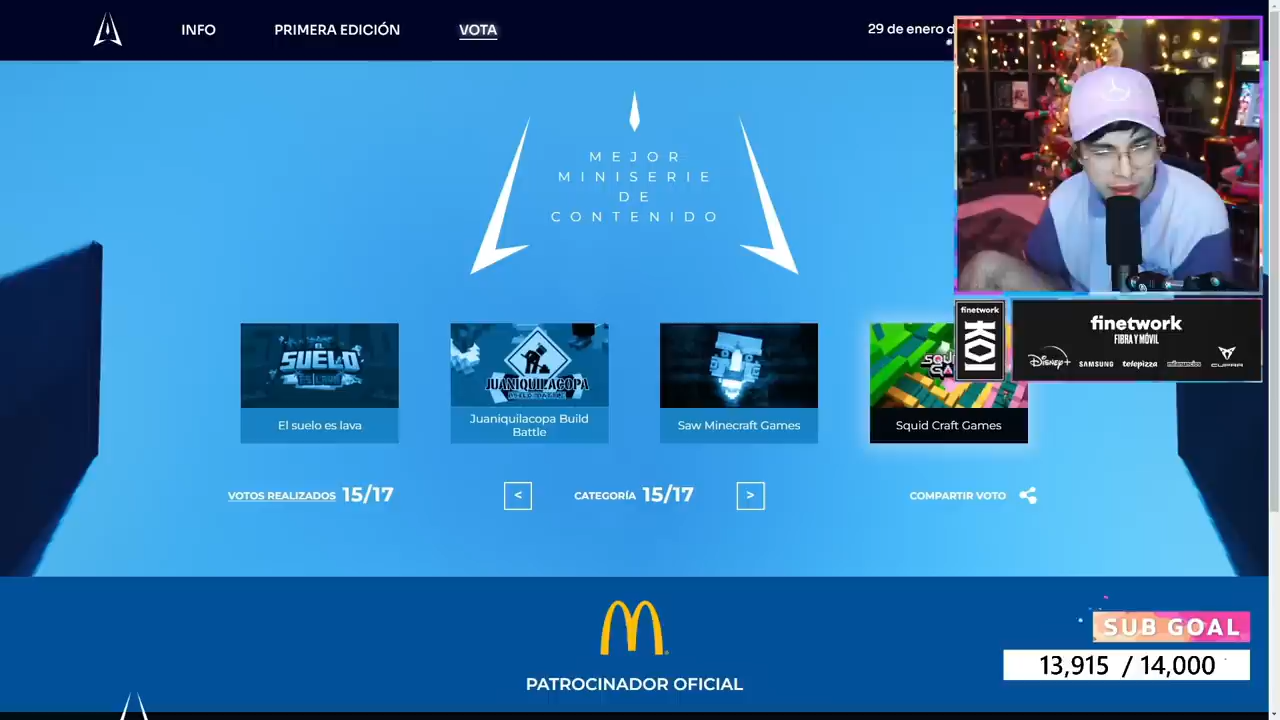 INFO
PRIMERA EDICIÓN
VOTA
29 de enero d
MEJOR
MINISERIE
DE
CONTENIDO
finetwork
KOI
finetwork
FIBRA Y MÓVIL
Disney+
SAMSUNG
telepizza
CUPRA
EL
SUELO
ES LAVA
JUANIQUILACOPA
El suelo es lava
Juaniquilacopa Build
Battle
Saw Minecraft Games
Squid Craft Games
VOTOS REALIZADOS 15/17
<
CATEGORÍA 15/17
>
COMPARTIR VOTO
PATROCINADOR OFICIAL
SUB GOAL
13,915 / 14,000